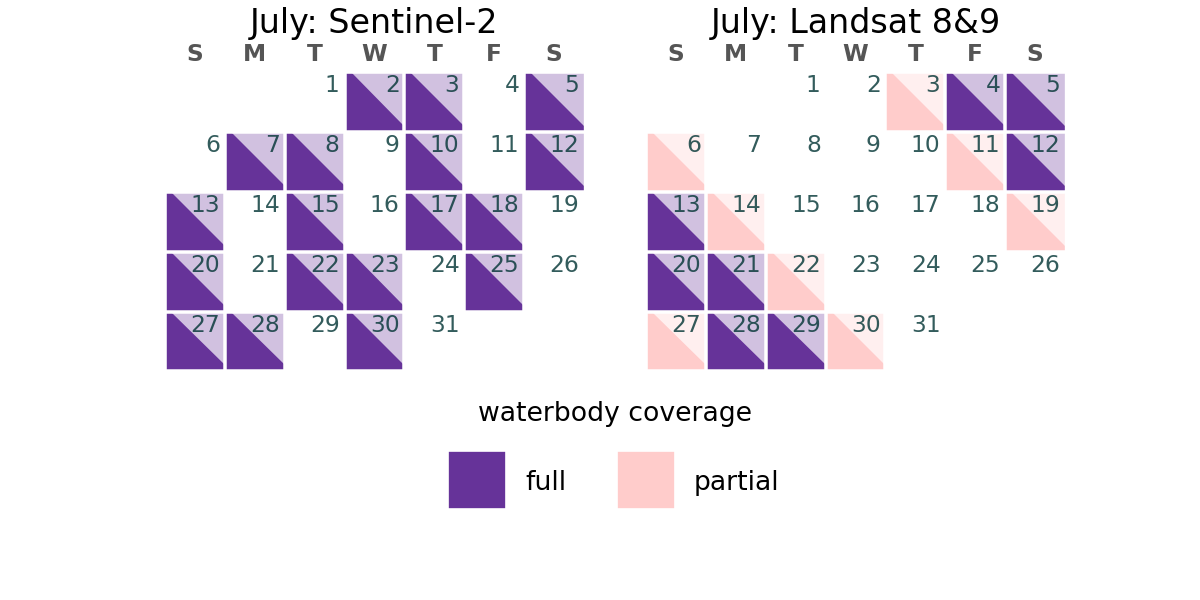 July: Sentinel-2
S M T W T F S
1 2 3 4 5
6 7 8 9 10 11 12
13 14 15 16 17 18 19
20 21 22 23 24 25 26
27 28 29 30 31
July: Landsat 8&9
S M T W T F S
1 2 3 4 5
6 7 8 9 10 11 12
13 14 15 16 17 18 19
20 21 22 23 24 25 26
27 28 29 30 31
waterbody coverage
full partial